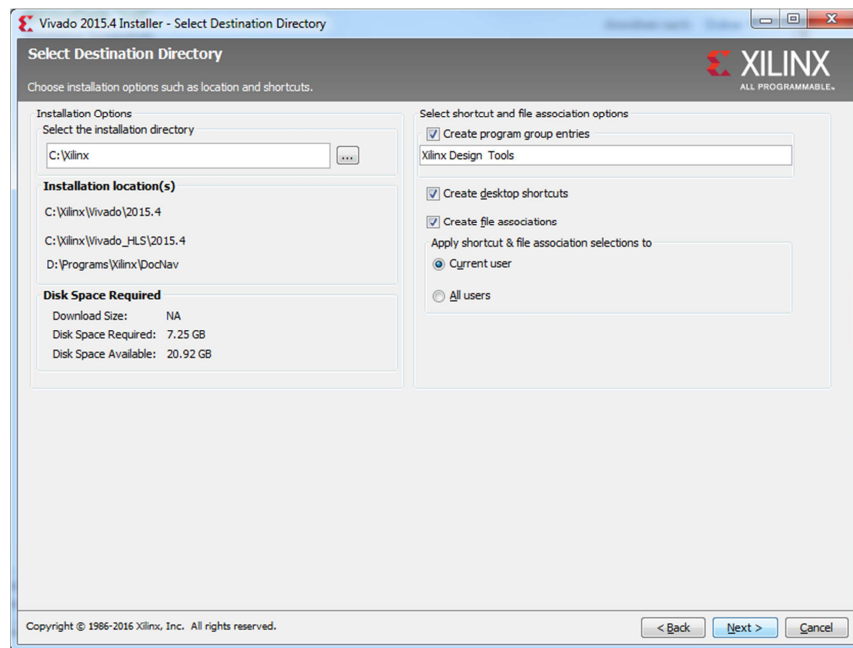 Vivado 2015.4 Installer - Select Destination Directory
Select Destination Directory
Choose installation options such as location and shortcuts.
XILINX
ALL PROGRAMMABLE.
Installation Options
Select the installation directory
C:\Xilinx
...
Installation location(s)
C:\Xilinx\Vivado\2015.4
C:\Xilinx\Vivado_HLS\2015.4
D:\Programs\Xilinx\DocNav
Disk Space Required
Download Size: NA
Disk Space Required: 7.25 GB
Disk Space Available: 20.92 GB
Select shortcut and file association options
Create program group entries
Xilinx Design Tools
Create desktop shortcuts
Create file associations
Apply shortcut & file association selections to
Current user
All users
Copyright © 1986-2016 Xilinx, Inc. All rights reserved.
< Back
Next >
Cancel